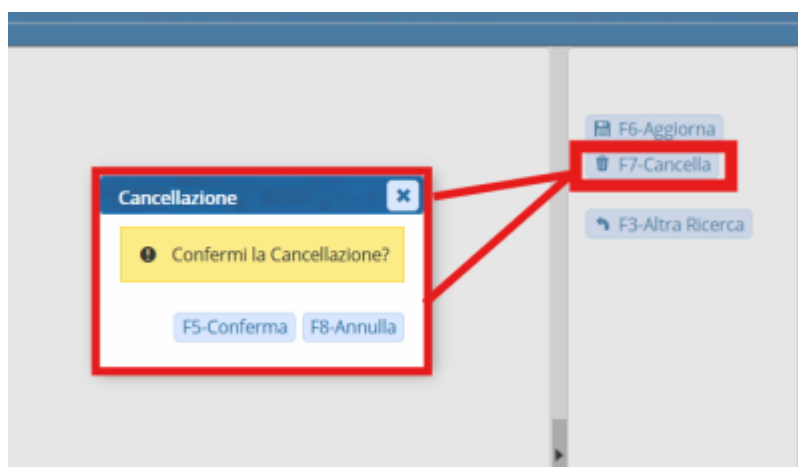 F6-Aggiorna
F7-Cancella
Cancellazione
Confermi la Cancellazione?
F3-Altra Ricerca
F5-Conferma F8-Annulla